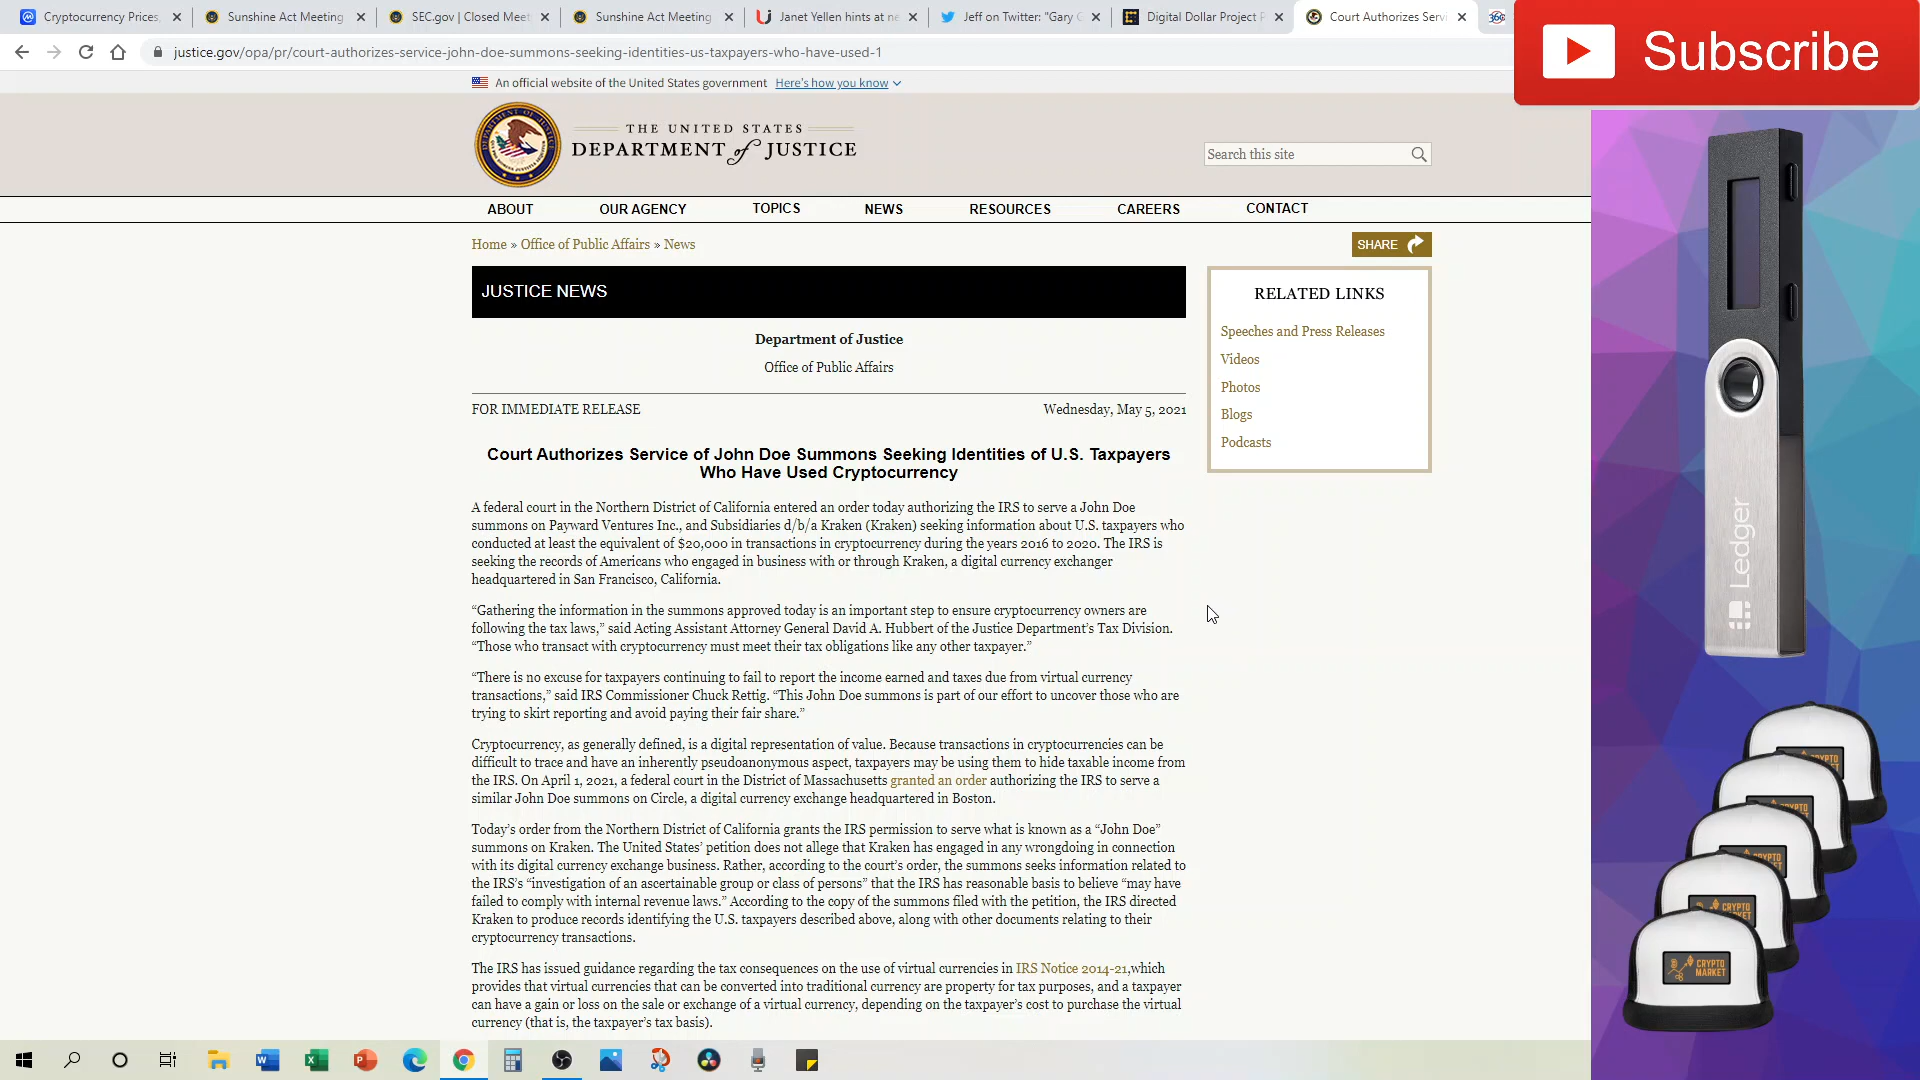 Cryptocurrency Prices,
Sunshine Act Meeting
SEC.gov | Closed Meet
Sunshine Act Meeting
Janet Yellen hints at ne
Jeff on Twitter: "Gary G
Digital Dollar Project P
Court Authorizes Servi
justice.gov/opa/pr/court-authorizes-service-john-doe-summons-seeking-identities-us-taxpayers-who-have-used-1
Subscribe
An official website of the United States government Here's how you know
THE UNITED STATES
DEPARTMENT of JUSTICE
Search this site
ABOUT OUR AGENCY TOPICS NEWS RESOURCES CAREERS CONTACT
Home » Office of Public Affairs » News
SHARE
JUSTICE NEWS
Department of Justice
Office of Public Affairs
FOR IMMEDIATE RELEASE Wednesday, May 5, 2021
Court Authorizes Service of John Doe Summons Seeking Identities of U.S. Taxpayers
Who Have Used Cryptocurrency
A federal court in the Northern District of California entered an order today authorizing the IRS to serve a John Doe
summons on Payward Ventures Inc., and Subsidiaries d/b/a Kraken (Kraken) seeking information about U.S. taxpayers who
conducted at least the equivalent of $20,000 in transactions in cryptocurrency during the years 2016 to 2020. The IRS is
seeking the records of Americans who engaged in business with or through Kraken, a digital currency exchanger
headquartered in San Francisco, California.
“Gathering the information in the summons approved today is an important step to ensure cryptocurrency owners are
following the tax laws,” said Acting Assistant Attorney General David A. Hubbert of the Justice Department’s Tax Division.
“Those who transact with cryptocurrency must meet their tax obligations like any other taxpayer.”
“There is no excuse for taxpayers continuing to fail to report the income earned and taxes due from virtual currency
transactions,” said IRS Commissioner Chuck Rettig. “This John Doe summons is part of our effort to uncover those who are
trying to skirt reporting and avoid paying their fair share.”
Cryptocurrency, as generally defined, is a digital representation of value. Because transactions in cryptocurrencies can be
difficult to trace and have an inherently pseudoanonymous aspect, taxpayers may be using them to hide taxable income from
the IRS. On April 1, 2021, a federal court in the District of Massachusetts granted an order authorizing the IRS to serve a
similar John Doe summons on Circle, a digital currency exchange headquartered in Boston.
Today’s order from the Northern District of California grants the IRS permission to serve what is known as a “John Doe”
summons on Kraken. The United States’ petition does not allege that Kraken has engaged in any wrongdoing in connection
with its digital currency exchange business. Rather, according to the court’s order, the summons seeks information related to
the IRS’s “investigation of an ascertainable group or class of persons” that the IRS has reasonable basis to believe “may have
failed to comply with internal revenue laws.” According to the copy of the summons filed with the petition, the IRS directed
Kraken to produce records identifying the U.S. taxpayers described above, along with other documents relating to their
cryptocurrency transactions.
The IRS has issued guidance regarding the tax consequences on the use of virtual currencies in IRS Notice 2014-21,which
provides that virtual currencies that can be converted into traditional currency are property for tax purposes, and a taxpayer
can have a gain or loss on the sale or exchange of a virtual currency, depending on the taxpayer’s cost to purchase the virtual
currency (that is, the taxpayer’s tax basis).
RELATED LINKS
Speeches and Press Releases
Videos
Photos
Blogs
Podcasts
Ledger
CRYPTO
MARKET